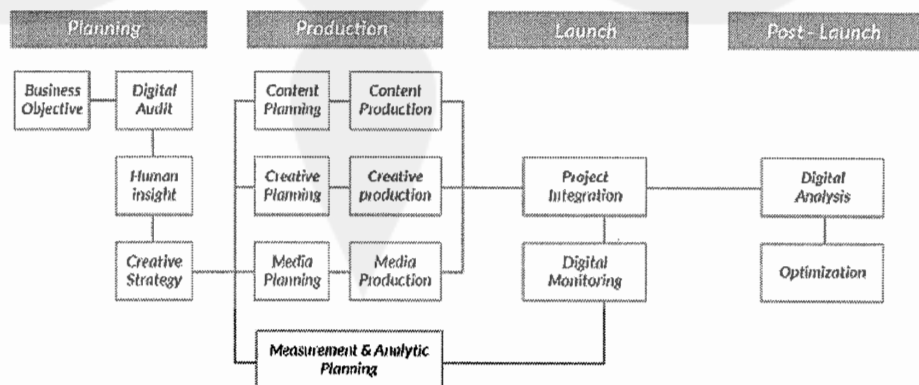 Planning
Production
Launch
Post - Launch
Business
Objective
Digital
Audit
Human
insight
Creative
Strategy
Content
Planning
Content
Production
Creative
Planning
Creative
production
Media
Planning
Media
Production
Measurement & Analytic
Planning
Project
Integration
Digital
Monitoring
Digital
Analysis
Optimization